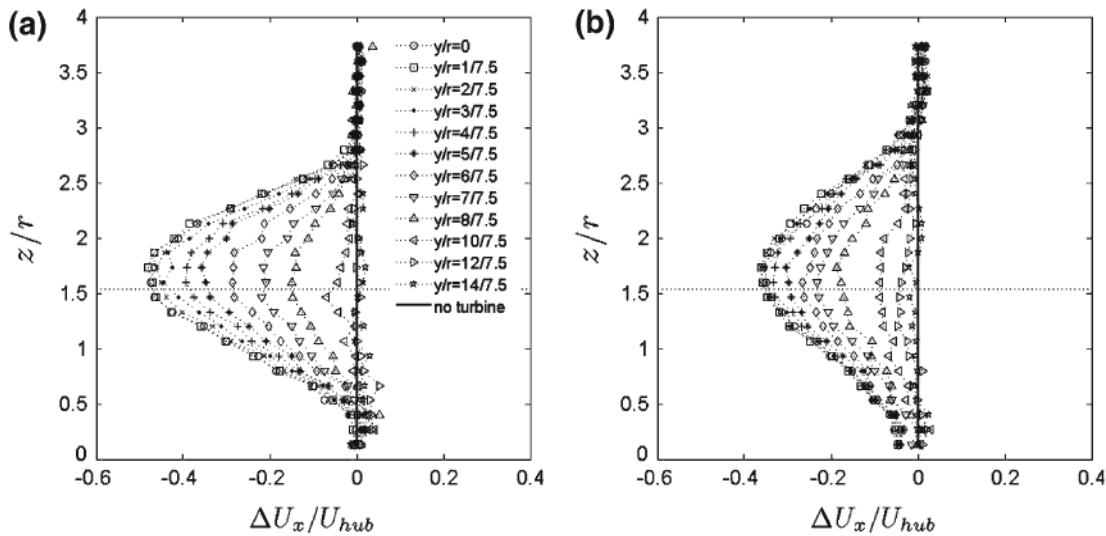 (a)
4
3.5
3
2.5
2
1.5
1
0.5
0
z/r
-0.6
-0.4
-0.2
0
0.2
0.4
ΔU_x/U_hub
y/r=0
y/r=1/7.5
y/r=2/7.5
y/r=3/7.5
y/r=4/7.5
y/r=5/7.5
y/r=6/7.5
y/r=7/7.5
y/r=8/7.5
y/r=10/7.5
y/r=12/7.5
y/r=14/7.5
no turbine
(b)
4
3.5
3
2.5
2
1.5
1
0.5
0
z/r
-0.6
-0.4
-0.2
0
0.2
0.4
ΔU_x/U_hub